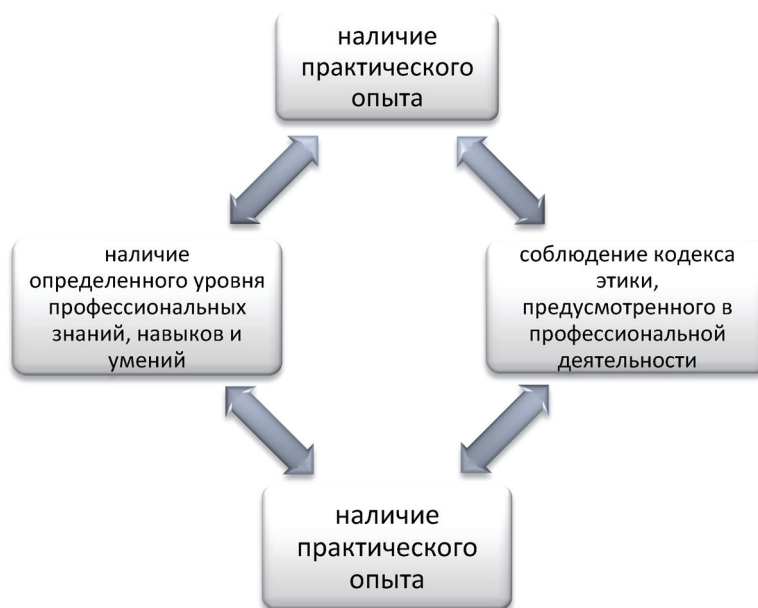 наличие
практического
опыта
наличие
определенного уровня
профессиональных
знаний, навыков и
умений
соблюдение кодекса
этики,
предусмотренного в
профессиональной
деятельности
наличие
практического
опыта